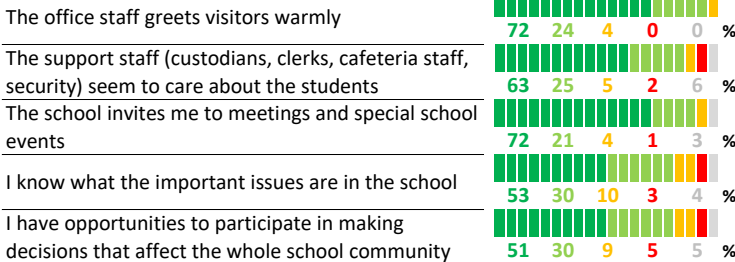 The office staff greets visitors warmly
72 24 4 0 0 %
The support staff (custodians, clerks, cafeteria staff,
security) seem to care about the students
63 25 5 2 6 %
The school invites me to meetings and special school
events
72 21 4 1 3 %
I know what the important issues are in the school
53 30 10 3 4 %
I have opportunities to participate in making
decisions that affect the whole school community
51 30 9 5 5 %